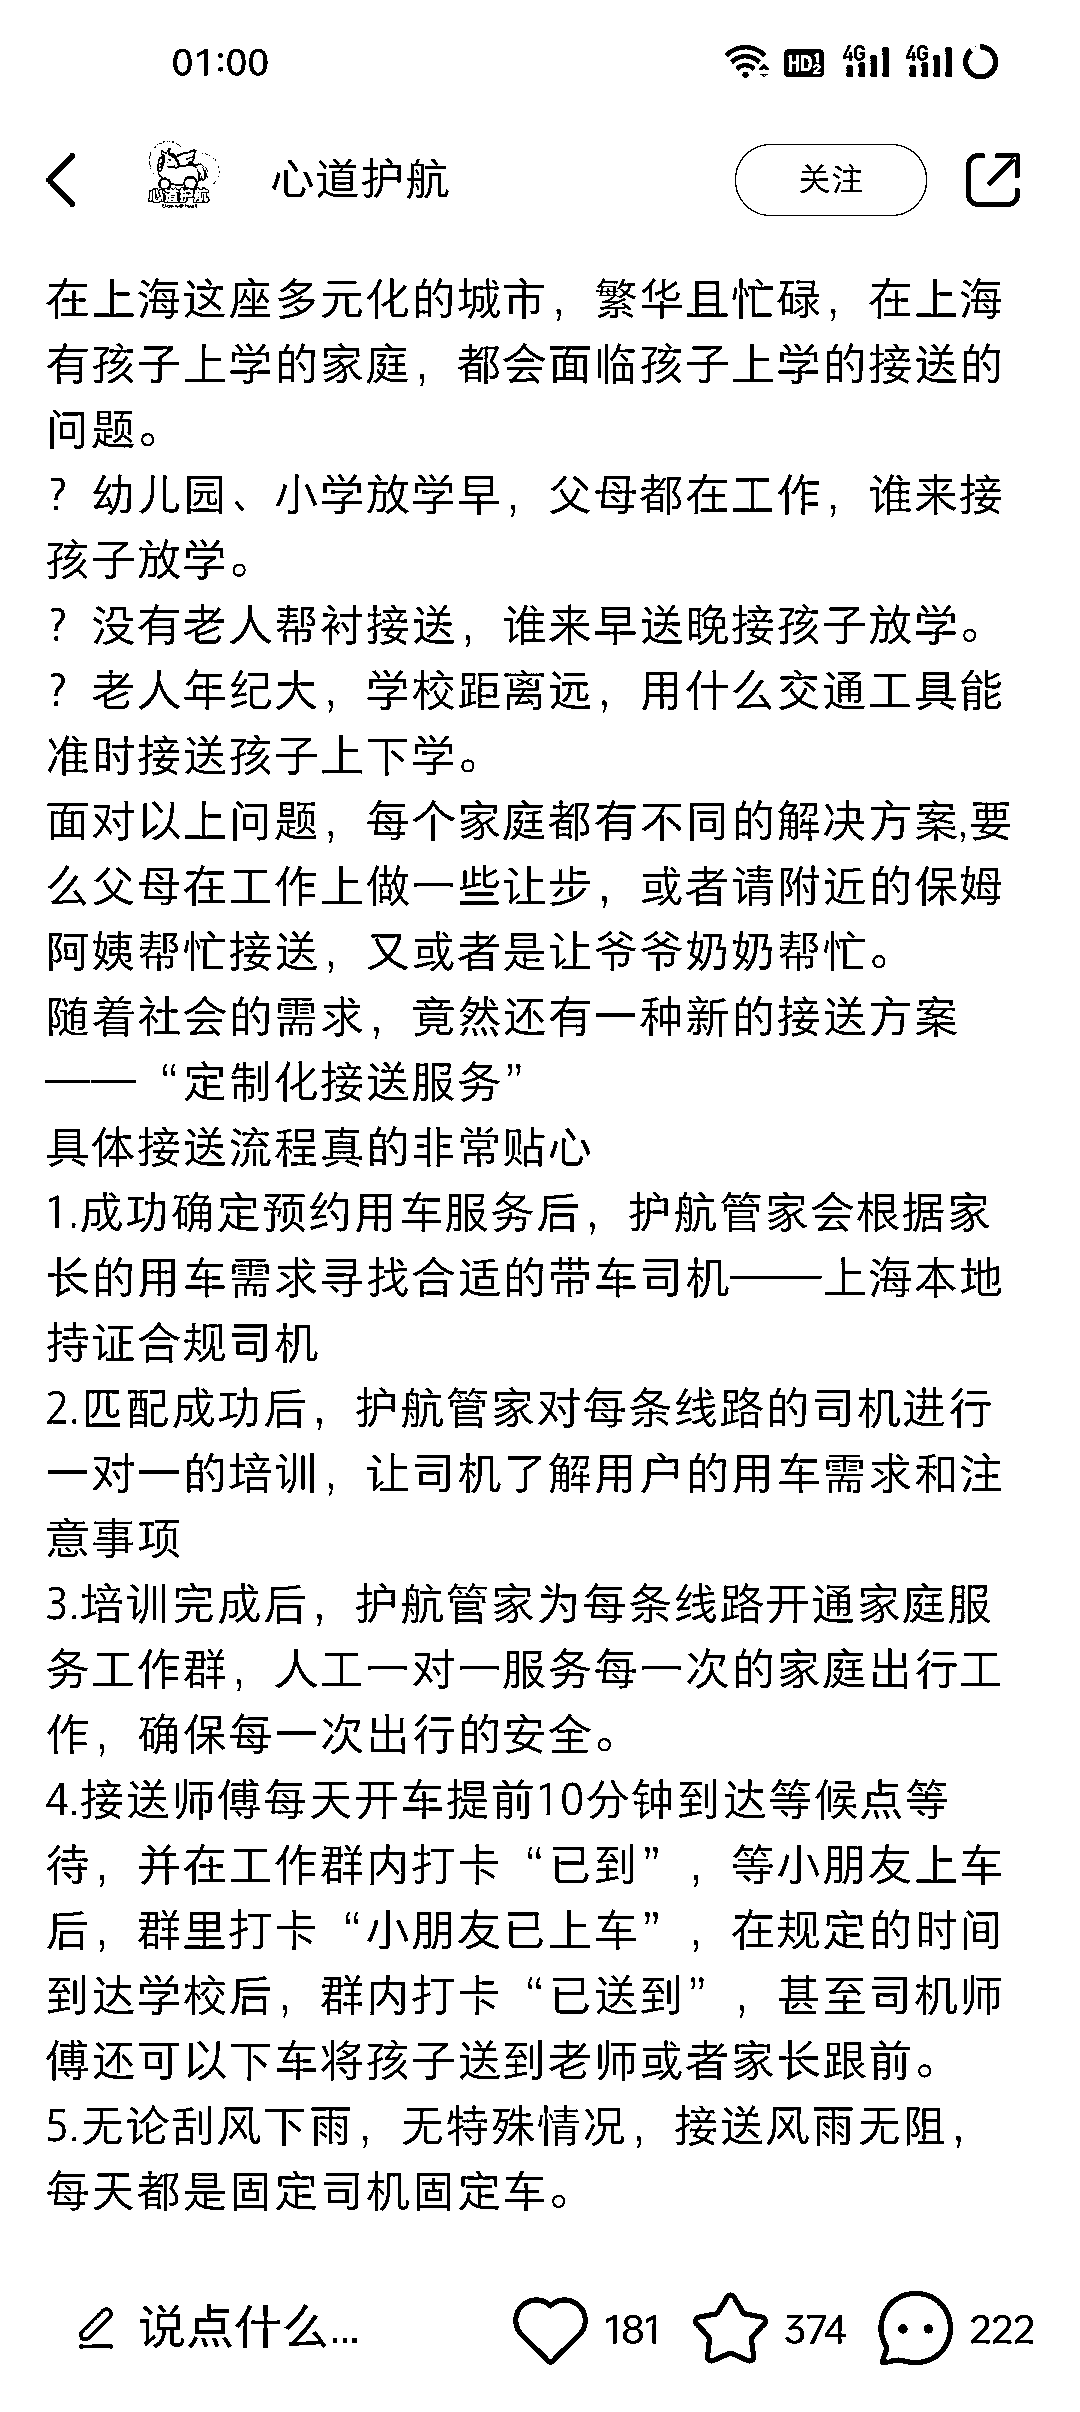 01:00
HD 4G 4G
心道护航
心道护航
关注
在上海这座多元化的城市，繁华且忙碌，在上海
有孩子上学的家庭，都会面临孩子上学的接送的
问题。
？幼儿园、小学放学早，父母都在工作，谁来接
孩子放学。
？没有老人帮衬接送，谁来早送晚接孩子放学。
？老人年纪大，学校距离远，用什么交通工具能
准时接送孩子上下学。
面对以上问题，每个家庭都有不同的解决方案,要
么父母在工作上做一些让步，或者请附近的保姆
阿姨帮忙接送，又或者是让爷爷奶奶帮忙。
随着社会的需求，竟然还有一种新的接送方案
——“定制化接送服务”
具体接送流程真的非常贴心
1.成功确定预约用车服务后，护航管家会根据家
长的用车需求寻找合适的带车司机——上海本地
持证合规司机
2.匹配成功后，护航管家对每条线路的司机进行
一对一的培训，让司机了解用户的用车需求和注
意事项
3.培训完成后，护航管家为每条线路开通家庭服
务工作群，人工一对一服务每一次的家庭出行工
作，确保每一次出行的安全。
4.接送师傅每天开车提前10分钟到达等候点等
待，并在工作群内打卡“已到”，等小朋友上车
后，群里打卡“小朋友已上车”，在规定的时间
到达学校后，群内打卡“已送到”，甚至司机师
傅还可以下车将孩子送到老师或者家长跟前。
5.无论刮风下雨，无特殊情况，接送风雨无阻，
每天都是固定司机固定车。
说点什么...
181
374
222